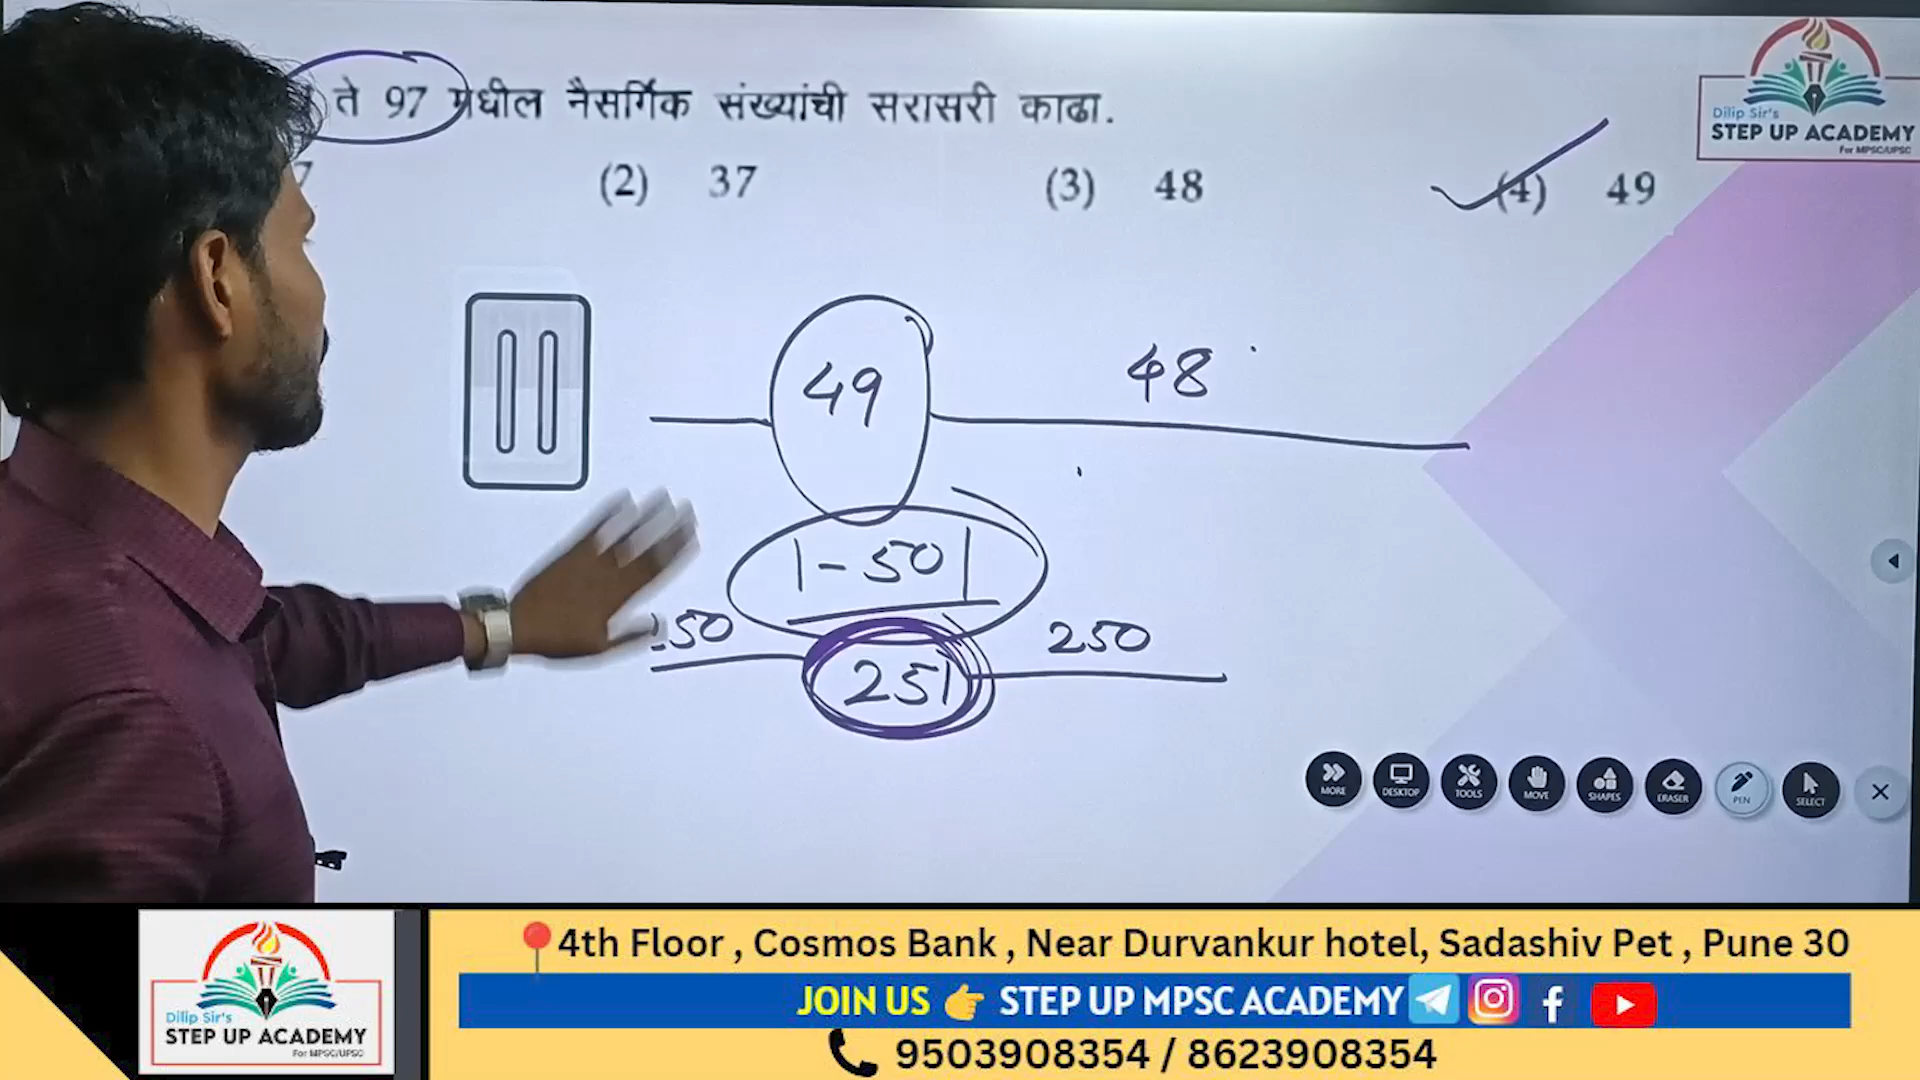 ते 97 मधील नैसर्गिक संख्यांची सरासरी काढा.
7 (2) 37 (3) 48 (4) 49
Dilip Sir's
STEP UP ACADEMY
For MPSC/UPSC
49 48
1-501
250 250
251
MORE DESKTOP TOOLS MOVE SHAPES ERASER PEN SELECT
4th Floor , Cosmos Bank , Near Durvankur hotel, Sadashiv Pet , Pune 30
JOIN US STEP UP MPSC ACADEMY
9503908354 / 8623908354
Dilip Sir's
STEP UP ACADEMY
For MPSC/UPSC